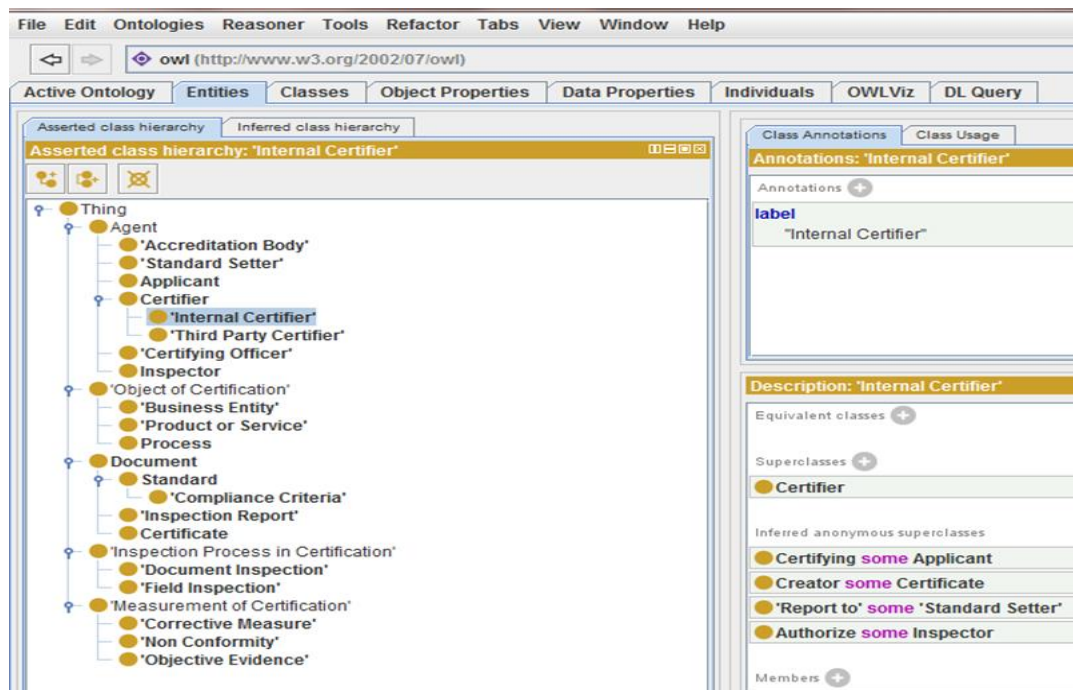 File Edit Ontologies Reasoner Tools Refactor Tabs View Window Help
owl (http://www.w3.org/2002/07/owl)
Active Ontology Entities Classes Object Properties Data Properties Individuals OWLViz DL Query
Asserted class hierarchy Inferred class hierarchy
Asserted class hierarchy: 'Internal Certifier'
Thing
Agent
'Accreditation Body'
'Standard Setter'
Applicant
Certifier
'Internal Certifier'
'Third Party Certifier'
'Certifying Officer'
Inspector
'Object of Certification'
'Business Entity'
'Product or Service'
Process
Document
Standard
'Compliance Criteria'
'Inspection Report'
Certificate
'Inspection Process in Certification'
'Document Inspection'
'Field Inspection'
'Measurement of Certification'
'Corrective Measure'
'Non Conformity'
'Objective Evidence'
Class Annotations Class Usage
Annotations: 'Internal Certifier'
Annotations
label
"Internal Certifier"
Description: 'Internal Certifier'
Equivalent classes
Superclasses
Certifier
Inferred anonymous superclasses
Certifying some Applicant
Creator some Certificate
'Report to' some 'Standard Setter'
Authorize some Inspector
Members